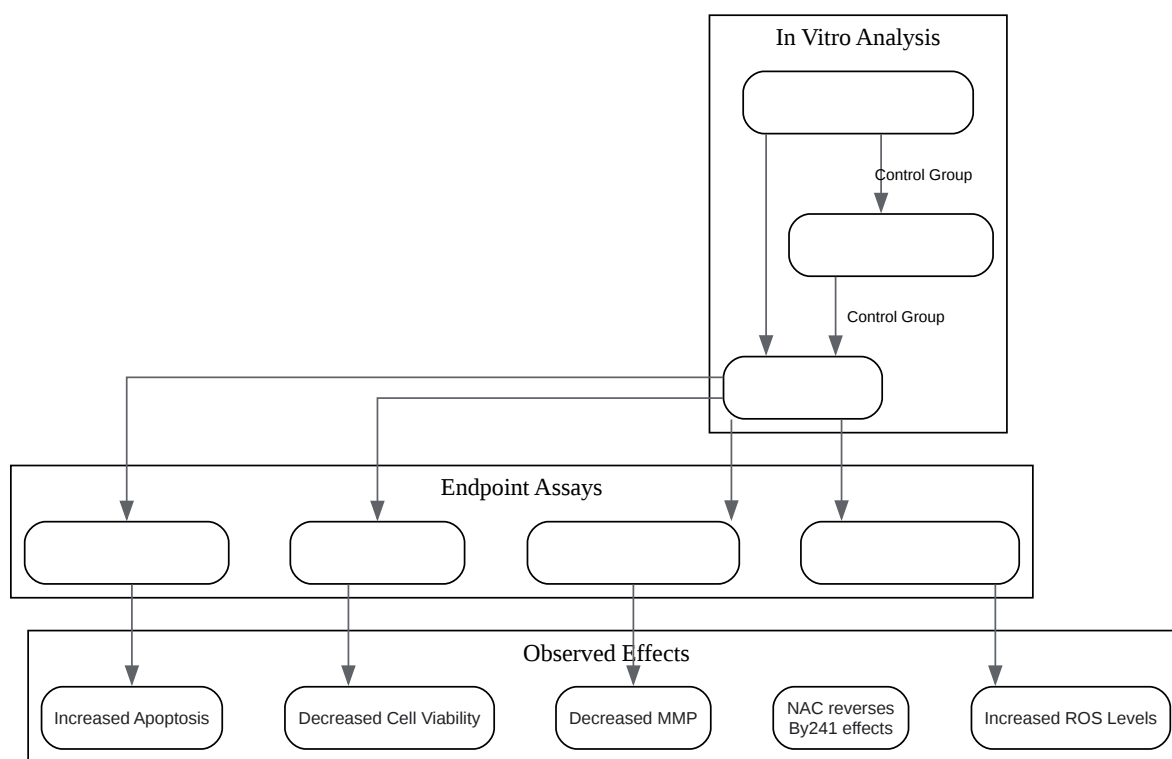 In Vitro Analysis
Control Group
Control Group
Endpoint Assays
Observed Effects
Increased Apoptosis
Decreased Cell Viability
Decreased MMP
NAC reverses
By241 effects
Increased ROS Levels